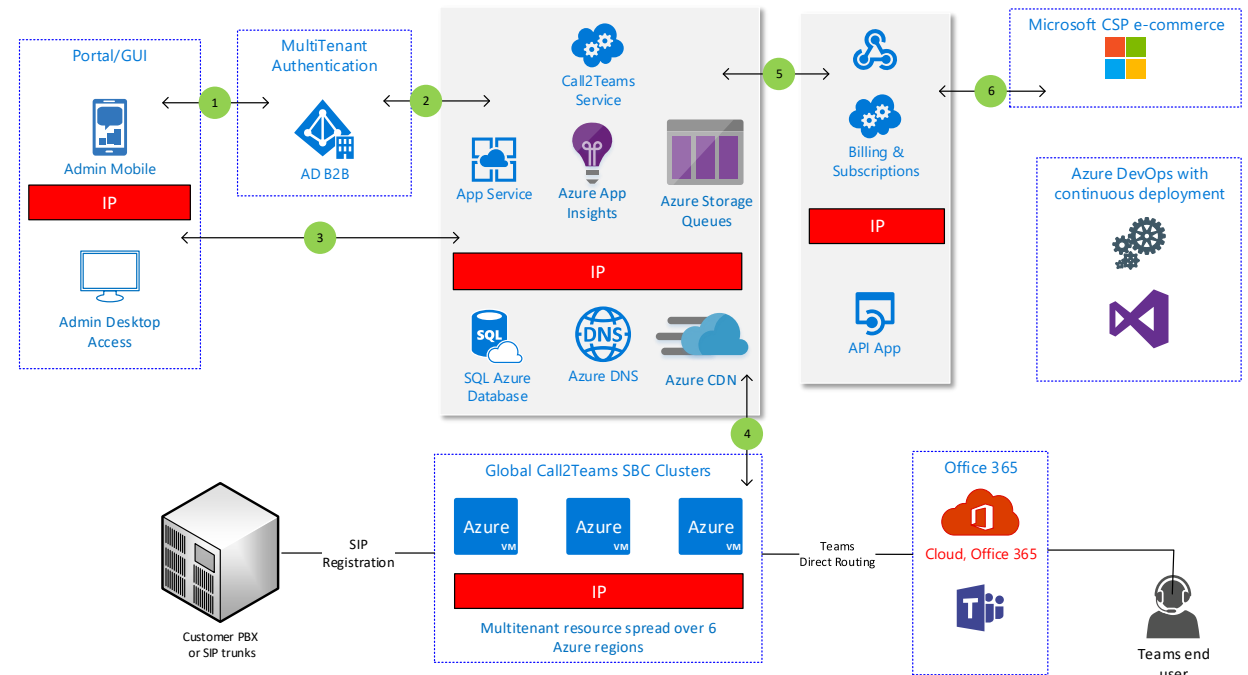 Portal/GUI
Admin Mobile
IP
Admin Desktop
Access
1
MultiTenant
Authentication
AD B2B
2
3
Call2Teams
Service
App Service
Azure App
Insights
Azure Storage
Queues
IP
SQL
SQL Azure
Database
DNS
Azure DNS
Azure CDN
5
Billing &
Subscriptions
IP
API App
6
Microsoft CSP e-commerce
Azure DevOps with
continuous deployment
4
Customer PBX
or SIP trunks
SIP
Registration
Global Call2Teams SBC Clusters
Azure
VM
Azure
VM
Azure
VM
IP
Multitenant resource spread over 6
Azure regions
Teams
Direct Routing
Office 365
Cloud, Office 365
T
Teams end
user